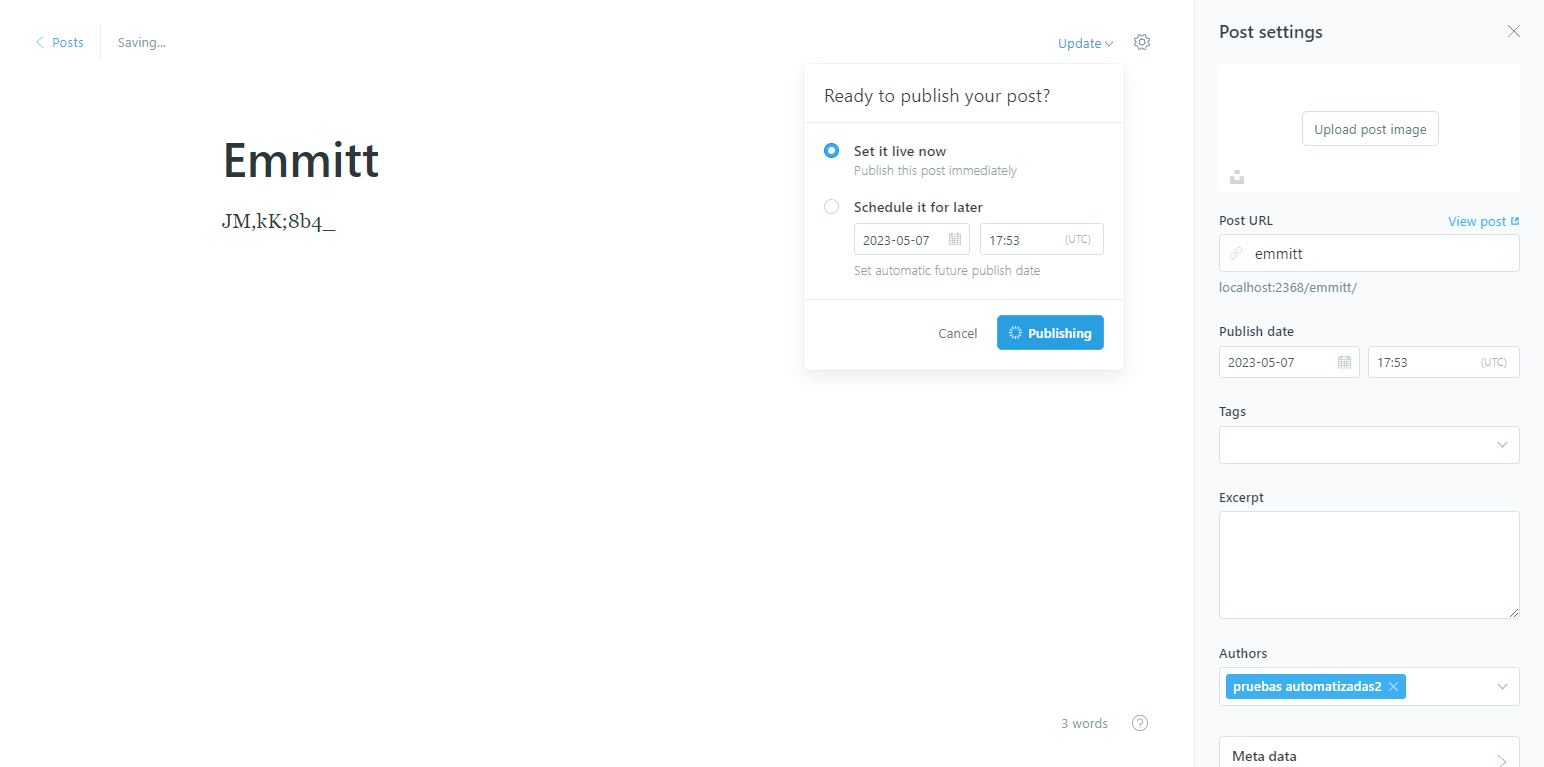 Posts
Saving...
Update
Emmitt
JM,kK;8b4_
Ready to publish your post?
Set it live now
Publish this post immediately
Schedule it for later
2023-05-07 17:53 (UTC)
Set automatic future publish date
Cancel Publishing
3 words
?
Post settings
Upload post image
Post URL View post
emmitt
localhost:2368/emmitt/
Publish date
2023-05-07 17:53 (UTC)
Tags
Excerpt
Authors
pruebas automatizadas2
Meta data